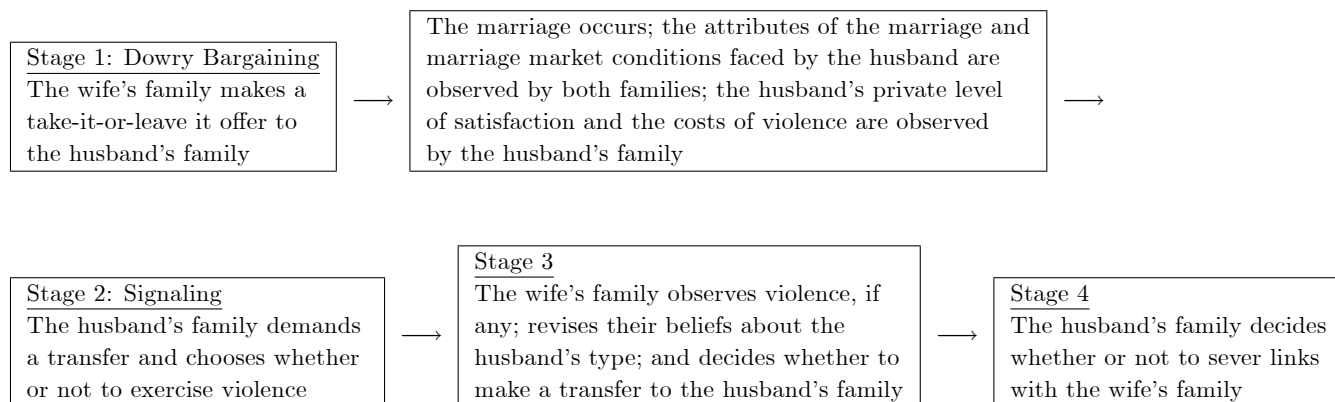 Stage 1: Dowry Bargaining
The wife's family makes a
take-it-or-leave it offer to
the husband's family
The marriage occurs; the attributes of the marriage and
marriage market conditions faced by the husband are
observed by both families; the husband's private level
of satisfaction and the costs of violence are observed
by the husband's family
Stage 2: Signaling
The husband's family demands
a transfer and chooses whether
or not to exercise violence
Stage 3
The wife's family observes violence, if
any; revises their beliefs about the
husband's type; and decides whether to
make a transfer to the husband's family
Stage 4
The husband's family decides
whether or not to sever links
with the wife's family